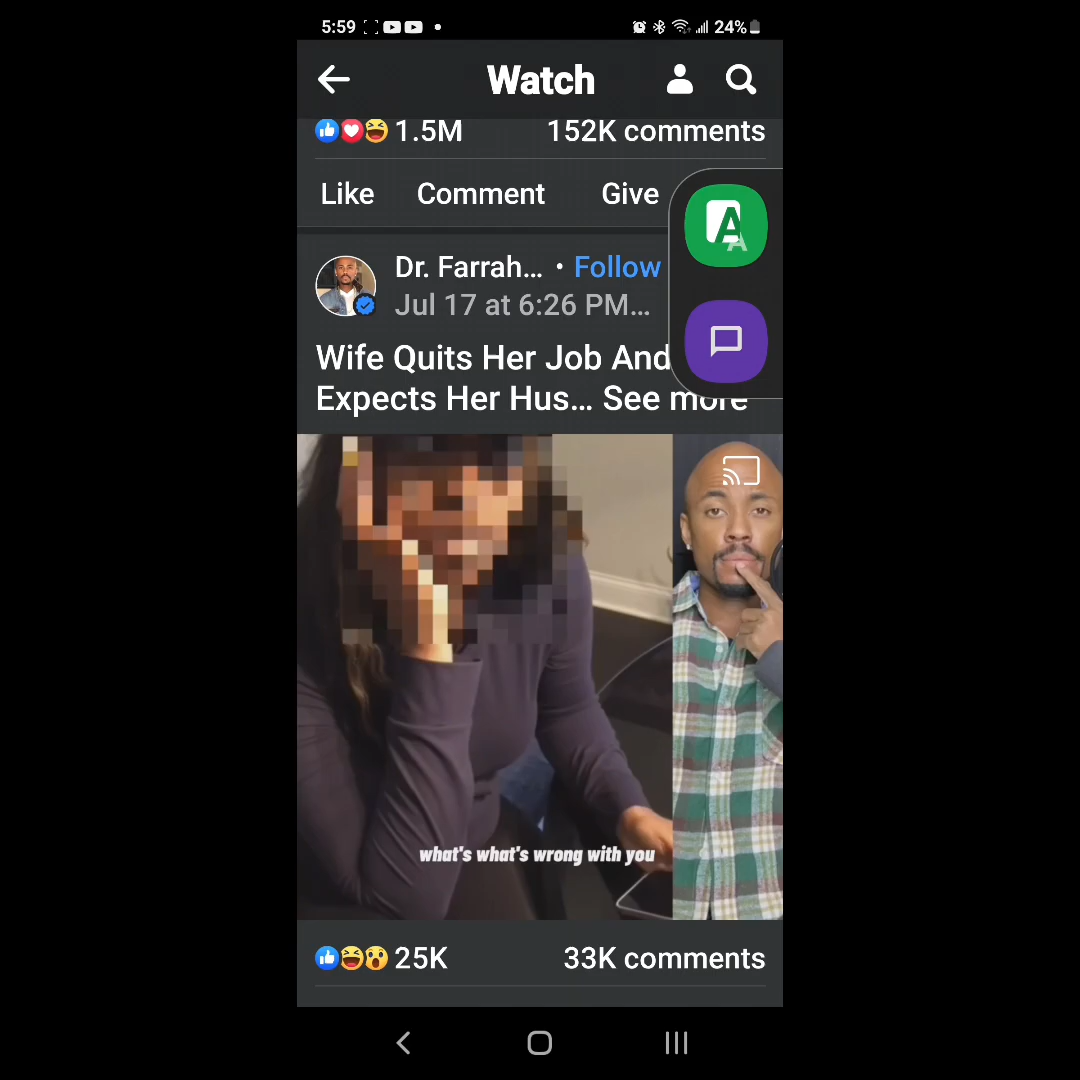 5:59 24%
Watch
1.5M 152K comments
Like Comment Give
Dr. Farrah... • Follow
Jul 17 at 6:26 PM...
Wife Quits Her Job And
Expects Her Hus... See more
what's what's wrong with you
25K 33K comments